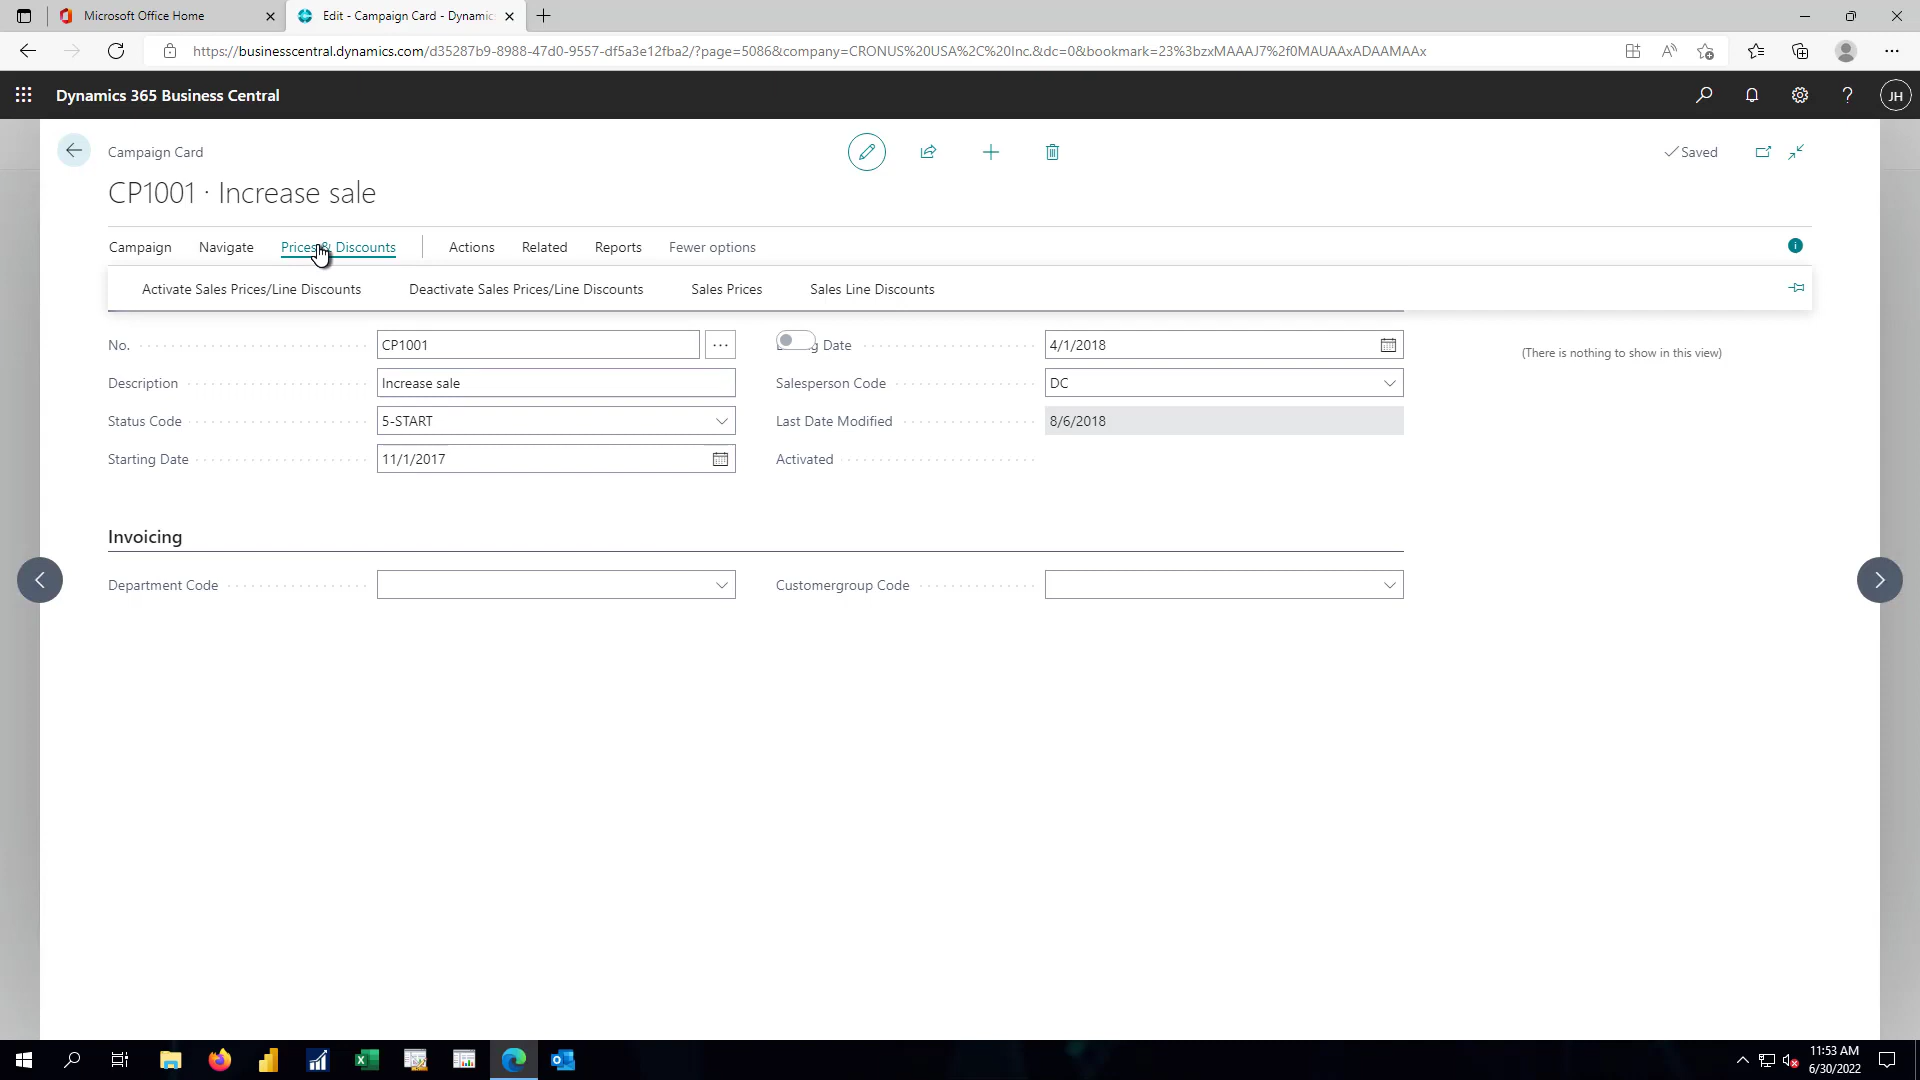 Microsoft Office Home
Edit - Campaign Card - Dynamic
https://businesscentral.dynamics.com/d35287b9-8988-47d0-9557-df5a3e12fba2/?page=5086&company=CRONUS%20USA%2C%20Inc.&dc=0&bookmark=23%3bzxMAAAJ7%2f0MAUAAxADAAMAAx
Dynamics 365 Business Central
JH
Campaign Card
Saved
CP1001 · Increase sale
Campaign Navigate Prices & Discounts Actions Related Reports Fewer options
Activate Sales Prices/Line Discounts Deactivate Sales Prices/Line Discounts Sales Prices Sales Line Discounts
No. CP1001 Date 4/1/2018
(There is nothing to show in this view)
Description Increase sale Salesperson Code DC
Status Code 5-START Last Date Modified 8/6/2018
Starting Date 11/1/2017 Activated
Invoicing
Department Code Customergroup Code
11:53 AM
6/30/2022